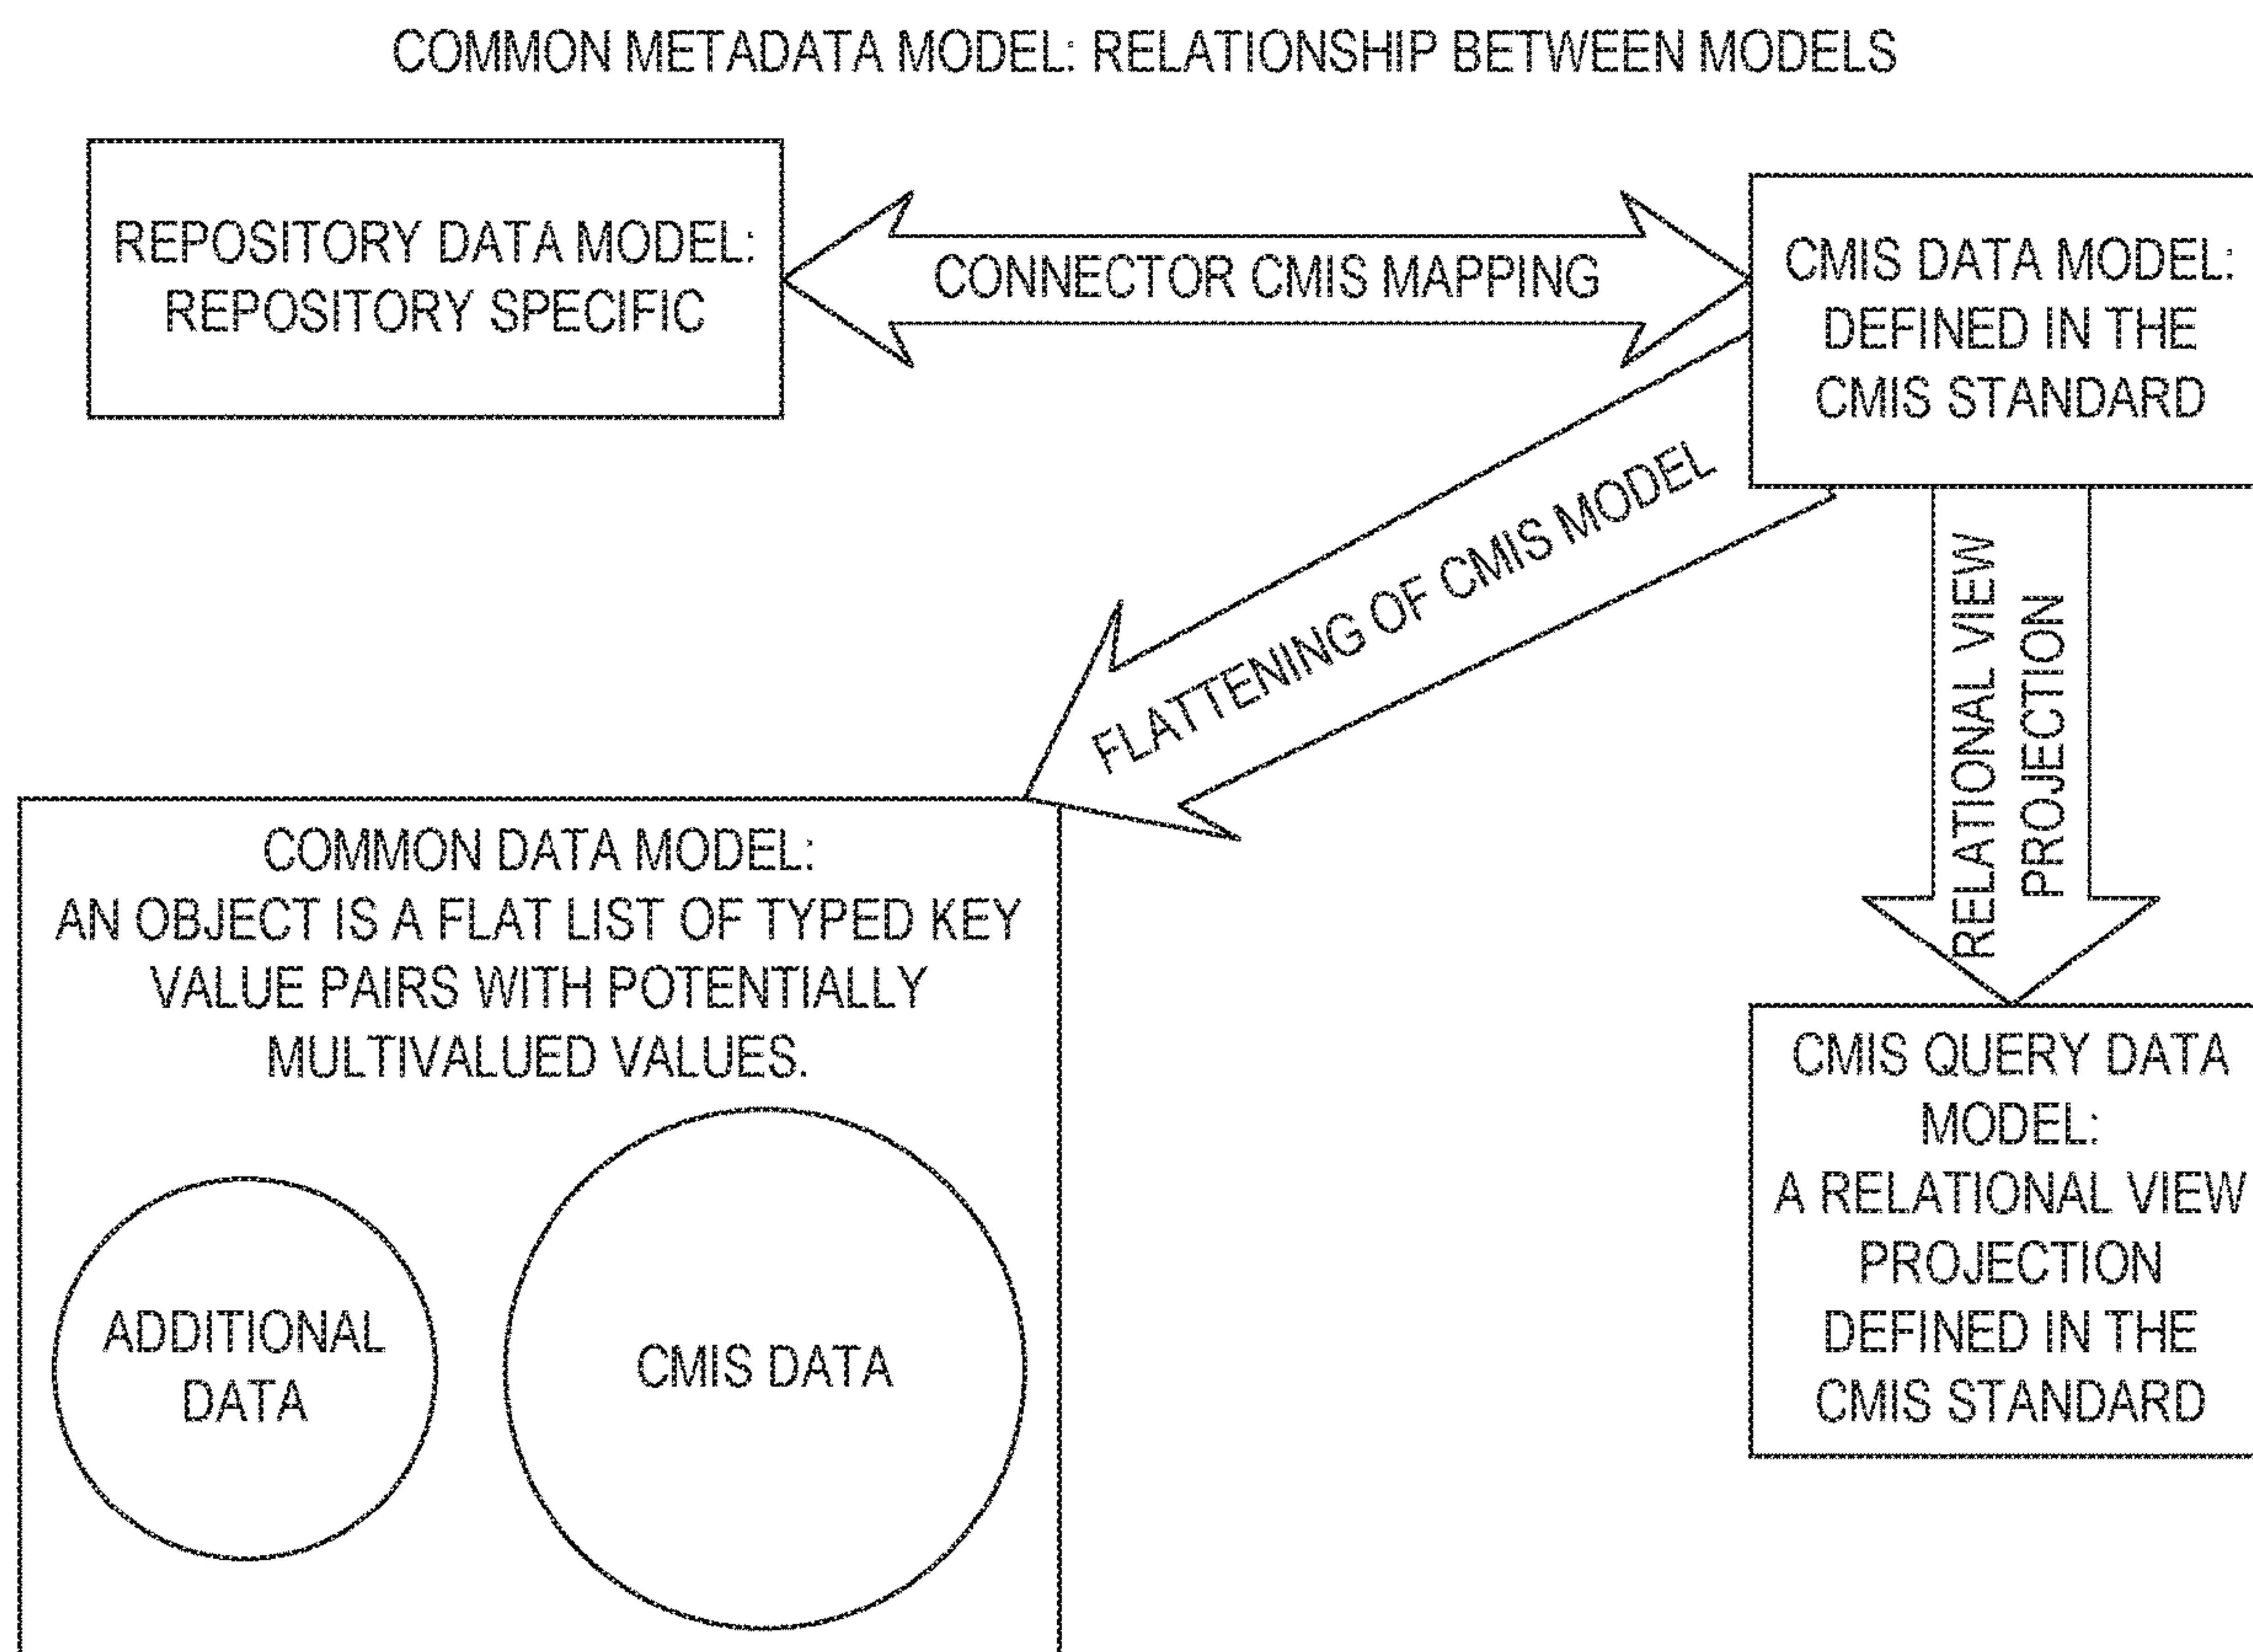 COMMON METADATA MODEL: RELATIONSHIP BETWEEN MODELS
REPOSITORY DATA MODEL:
REPOSITORY SPECIFIC
CONNECTOR CMIS MAPPING
CMIS DATA MODEL:
DEFINED IN THE
CMIS STANDARD
FLATTENING OF CMIS MODEL
RELATIONAL VIEW
PROJECTION
COMMON DATA MODEL:
AN OBJECT IS A FLAT LIST OF TYPED KEY
VALUE PAIRS WITH POTENTIALLY
MULTIVALUED VALUES.
ADDITIONAL
DATA
CMIS DATA
CMIS QUERY DATA
MODEL:
A RELATIONAL VIEW
PROJECTION
DEFINED IN THE
CMIS STANDARD